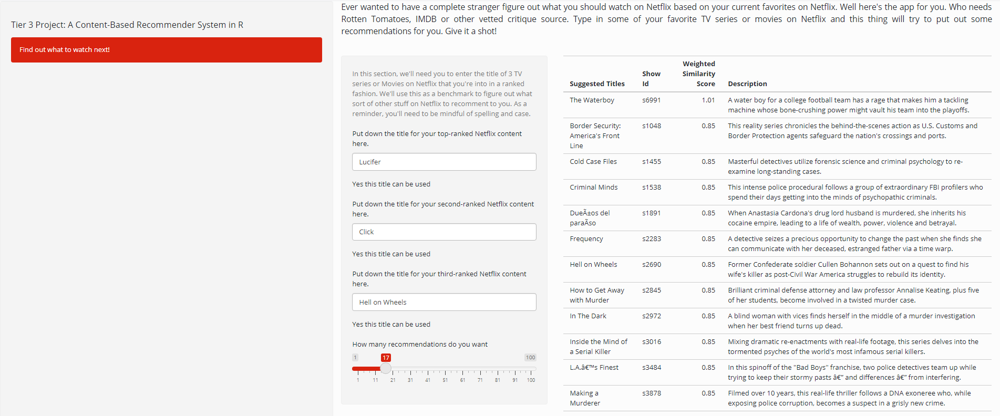 Tier 3 Project: A Content-Based Recommender System in R
Find out what to watch next!
Ever wanted to have a complete stranger figure out what you should watch on Netflix based on your current favorites on Netflix. Well here's the app for you. Who needs
Rotten Tomatoes, IMDB or other vetted critique source. Type in some of your favorite TV series or movies on Netflix and this thing will try to put out some
recommendations for you. Give it a shot!
In this section, we'll need you to enter the title of 3 TV
series or Movies on Netflix that you're into in a ranked
fashion. We'll use this as a benchmark to figure out what
sort of other stuff on Netflix to recomment to you. As a
reminder, you'll need to be mindful of spelling and case.
Put down the title for your top-ranked Netflix content
here.
Lucifer
Yes this title can be used
Put down the title for your second-ranked Netflix content
here.
Click
Yes this title can be used
Put down the title for your third-ranked Netflix content
here.
Hell on Wheels
Yes this title can be used
How many recommendations do you want
1 17 100
1 11 21 31 41 51 61 71 81 91 100
Weighted
Show Similarity
Suggested Titles Id Score Description
The Waterboy s6991 1.01 A water boy for a college football team has a rage that makes him a tackling
machine whose bone-crushing power might vault his team into the playoffs.
Border Security: s1048 0.85 This reality series chronicles the behind-the-scenes action as U.S. Customs and
America's Front Border Protection agents safeguard the nation's crossings and ports.
Line
Cold Case Files s1455 0.85 Masterful detectives utilize forensic science and criminal psychology to re-
examine long-standing cases.
Criminal Minds s1538 0.85 This intense police procedural follows a group of extraordinary FBI profilers who
spend their days getting into the minds of psychopathic criminals.
DueÃ±os del s1891 0.85 When Anastasia Cardona's drug lord husband is murdered, she inherits his
paraÃso cocaine empire, leading to a life of wealth, power, violence and betrayal.
Frequency s2283 0.85 A detective seizes a precious opportunity to change the past when she finds she
can communicate with her deceased, estranged father via a time warp.
Hell on Wheels s2690 0.85 Former Confederate soldier Cullen Bohannon sets out on a quest to find his
wife's killer as post-Civil War America struggles to rebuild its identity.
How to Get Away s2845 0.85 Brilliant criminal defense attorney and law professor Annalise Keating, plus five
with Murder of her students, become involved in a twisted murder case.
In The Dark s2972 0.85 A blind woman with vices finds herself in the middle of a murder investigation
when her best friend turns up dead.
Inside the Mind of s3016 0.85 Mixing dramatic re-enactments with real-life footage, this series delves into the
a Serial Killer tormented psyches of the world's most infamous serial killers.
L.A.â€™s Finest s3484 0.85 In this spinoff of the "Bad Boys" franchise, two police detectives team up while
trying to keep their stormy pasts â€” and differences â€” from interfering.
Making a s3878 0.85 Filmed over 10 years, this real-life thriller follows a DNA exoneree who, while
Murderer exposing police corruption, becomes a suspect in a grisly new crime.